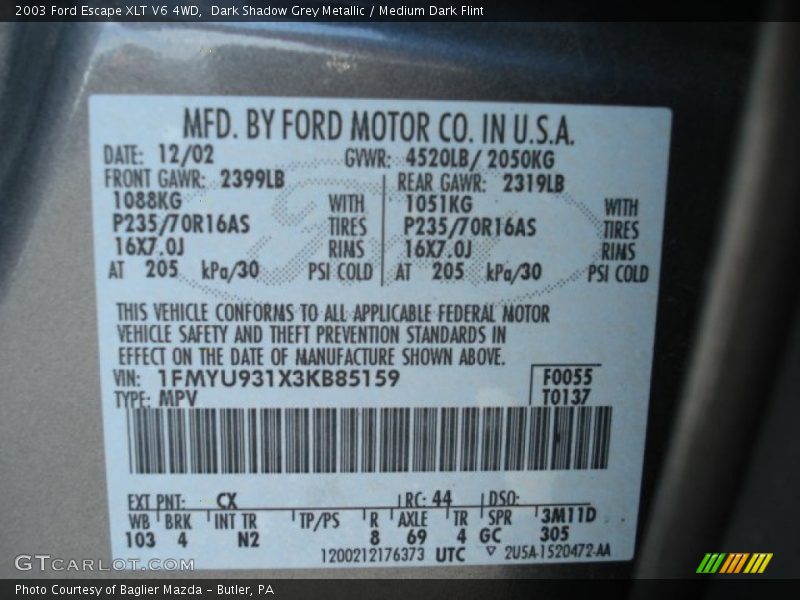 2003 Ford Escape XLT V6 4WD, Dark Shadow Grey Metallic / Medium Dark Flint
MFD. BY FORD MOTOR CO. IN U.S.A.
DATE: 12/02 GVWR: 4520LB/ 2050KG
FRONT GAWR: 2399LB REAR GAWR: 2319LB
1088KG WITH 1051KG WITH
P235/70R16AS TIRES P235/70R16AS TIRES
16X7.0J RIMS 16X7.0J RIMS
AT 205 kPa/30 PSI COLD AT 205 kPa/30 PSI COLD
THIS VEHICLE CONFORMS TO ALL APPLICABLE FEDERAL MOTOR
VEHICLE SAFETY AND THEFT PREVENTION STANDARDS IN
EFFECT ON THE DATE OF MANUFACTURE SHOWN ABOVE.
VIN: 1FMYU931X3KB85159 F0055
TYPE: MPV T0137
EXT PNT: CX RC: 44 DSO:
WB BRK INT TR TP/PS R AXLE TR SPR 3M11D
103 4 N2 8 69 4 GC 305
1200212176373 UTC ▽ 2U5A-1520472-AA
GTCARLOT.COM
Photo Courtesy of Baglier Mazda - Butler, PA